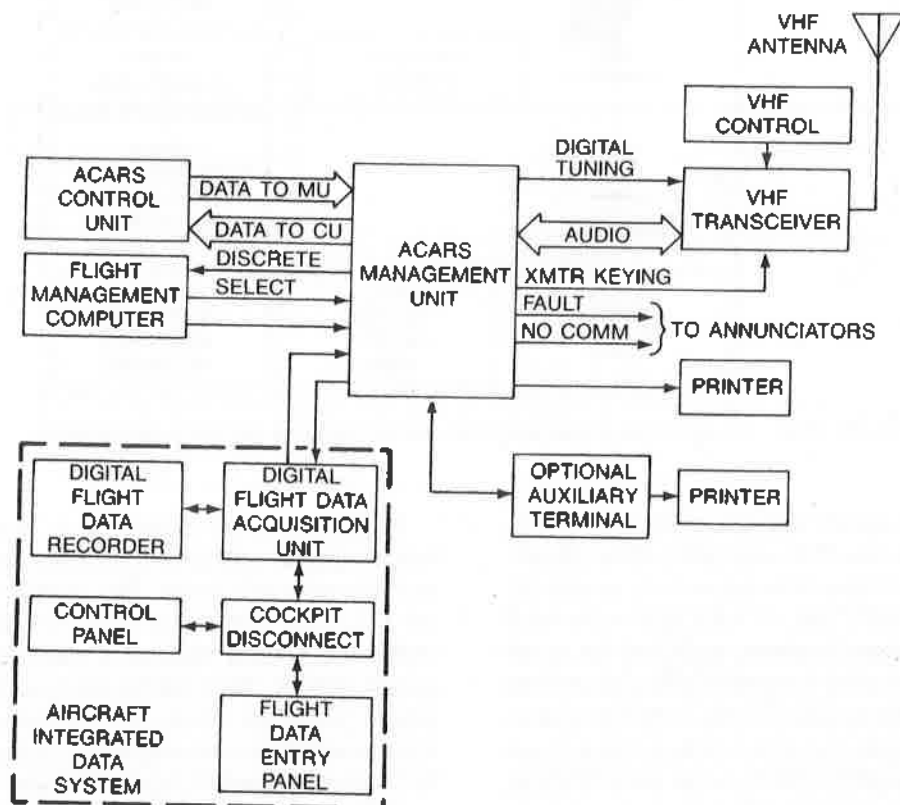 VHF
ANTENNA
VHF
CONTROL
ACARS
CONTROL
UNIT
DATA TO MU
DATA TO CU
DISCRETE
SELECT
FLIGHT
MANAGEMENT
COMPUTER
ACARS
MANAGEMENT
UNIT
DIGITAL
TUNING
AUDIO
XMTR KEYING
FAULT
NO COMM
TO ANNUNCIATORS
VHF
TRANSCEIVER
PRINTER
OPTIONAL
AUXILIARY
TERMINAL
PRINTER
DIGITAL
FLIGHT
DATA
RECORDER
DIGITAL
FLIGHT DATA
ACQUISITION
UNIT
CONTROL
PANEL
COCKPIT
DISCONNECT
FLIGHT
DATA
ENTRY
PANEL
AIRCRAFT
INTEGRATED
DATA
SYSTEM